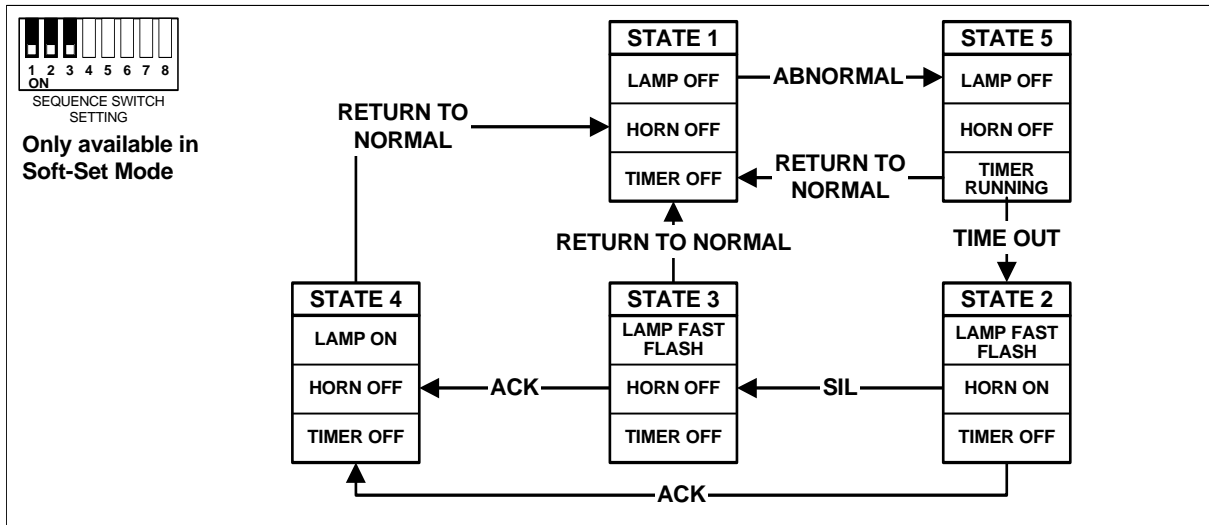 1 2 3 4 5 6 7 8
ON
SEQUENCE SWITCH
SETTING
Only available in
Soft-Set Mode
STATE 1
LAMP OFF
HORN OFF
TIMER OFF
ABNORMAL
STATE 5
LAMP OFF
HORN OFF
TIMER
RUNNING
RETURN TO
NORMAL
RETURN TO
NORMAL
RETURN TO NORMAL
TIME OUT
STATE 4
LAMP ON
HORN OFF
TIMER OFF
ACK
STATE 3
LAMP FAST
FLASH
HORN OFF
TIMER OFF
SIL
STATE 2
LAMP FAST
FLASH
HORN ON
TIMER OFF
ACK